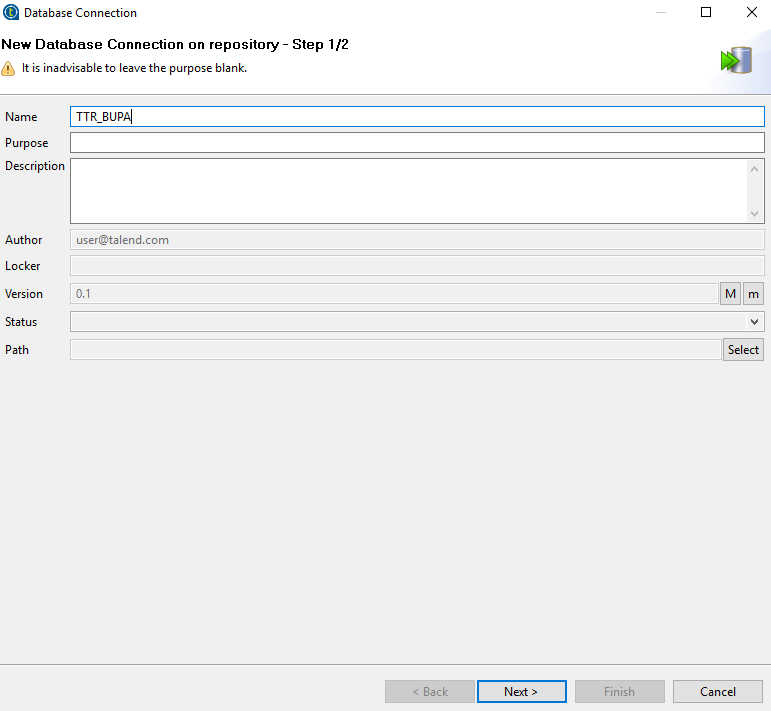 Database Connection
New Database Connection on repository - Step 1/2
It is inadvisable to leave the purpose blank.
Name TTR_BUPA
Purpose
Description
Author user@talend.com
Locker
Version 0.1 M m
Status
Path Select
< Back Next > Finish Cancel